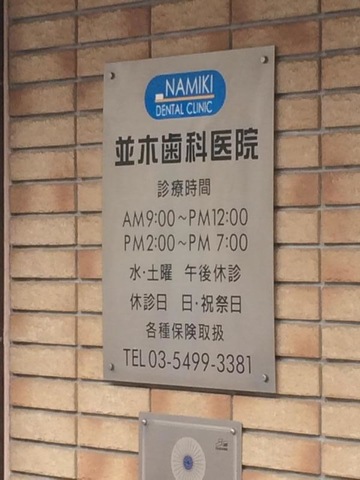 NAMIKI
DENTAL CLINIC
並木歯科医院
診療時間
AM9:00~PM12:00
PM2:00~PM 7:00
水・土曜 午後休診
休診日 日・祝祭日
各種保険取扱
TEL 03-5499-3381